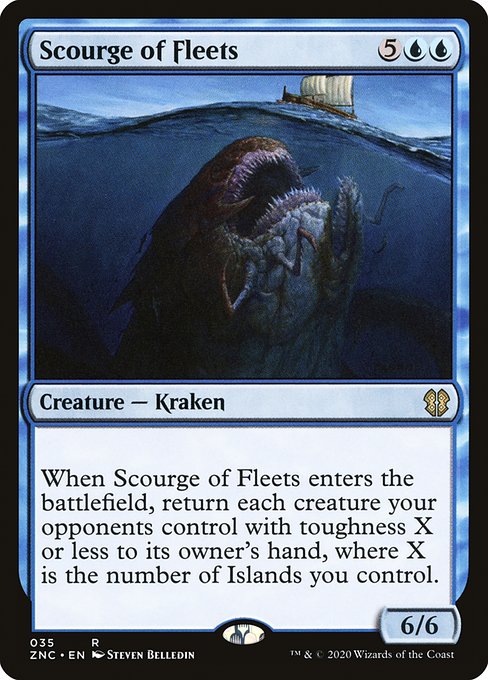 Scourge of Fleets 5
Creature — Kraken
When Scourge of Fleets enters the
battlefield, return each creature your
opponents control with toughness X
or less to its owner's hand, where X
is the number of Islands you control.
6/6
035 R
ZNC • EN Steven Belledin
™ & © 2020 Wizards of the Coast